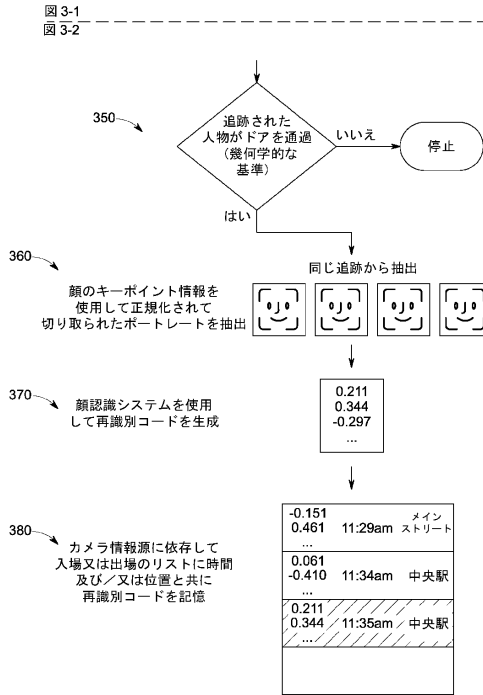 図 3-1
図 3-2
350
追跡された
人物がドアを通過
（幾何学的な
基準）
いいえ
停止
はい
360
顔のキーポイント情報を
使用して正規化されて
切り取られたポートレートを抽出
同じ追跡から抽出
370
顔認識システムを使用
して再識別コードを生成
0.211
0.344
-0.297
...
380
カメラ情報源に依存して
入場又は出場のリストに時間
及び／又は位置と共に
再識別コードを記憶
-0.151
0.461 11:29am メイン
ストリート
...
0.061
-0.410 11:34am 中央駅
...
0.211
0.344 11:35am 中央駅
...